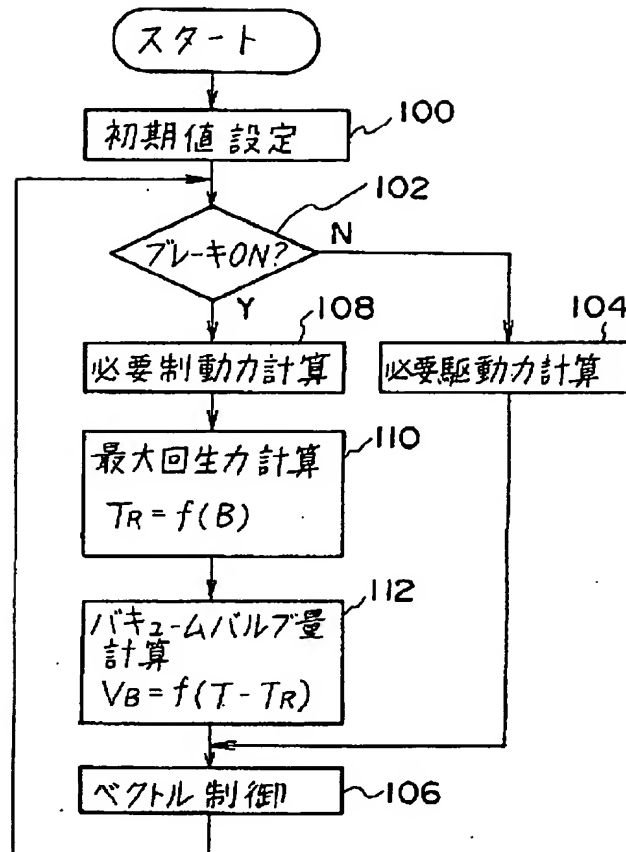 スタート
初期値設定
100
102
ブレーキON?
N
Y
108
必要制動力計算
104
必要駆動力計算
110
最大回生力計算
TR = f(B)
112
バキュームバルブ量
計算
VB = f(T - TR)
ベクトル制御
106